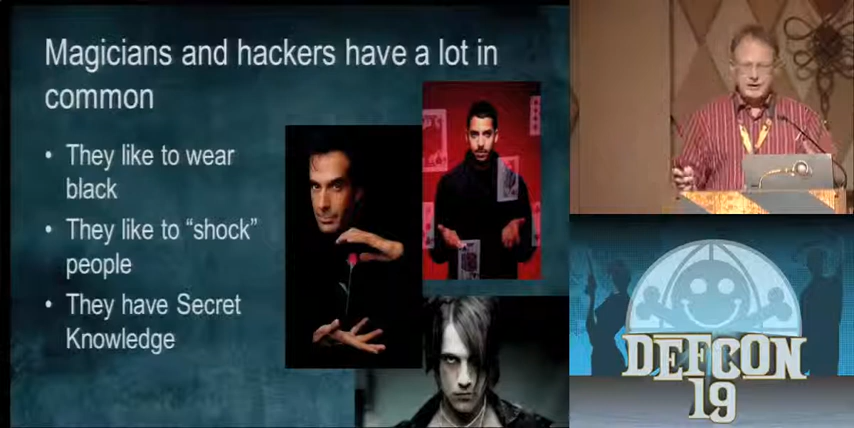 Magicians and hackers have a lot in
common
• They like to wear
black
• They like to “shock”
people
• They have Secret
Knowledge
DEFCON
19